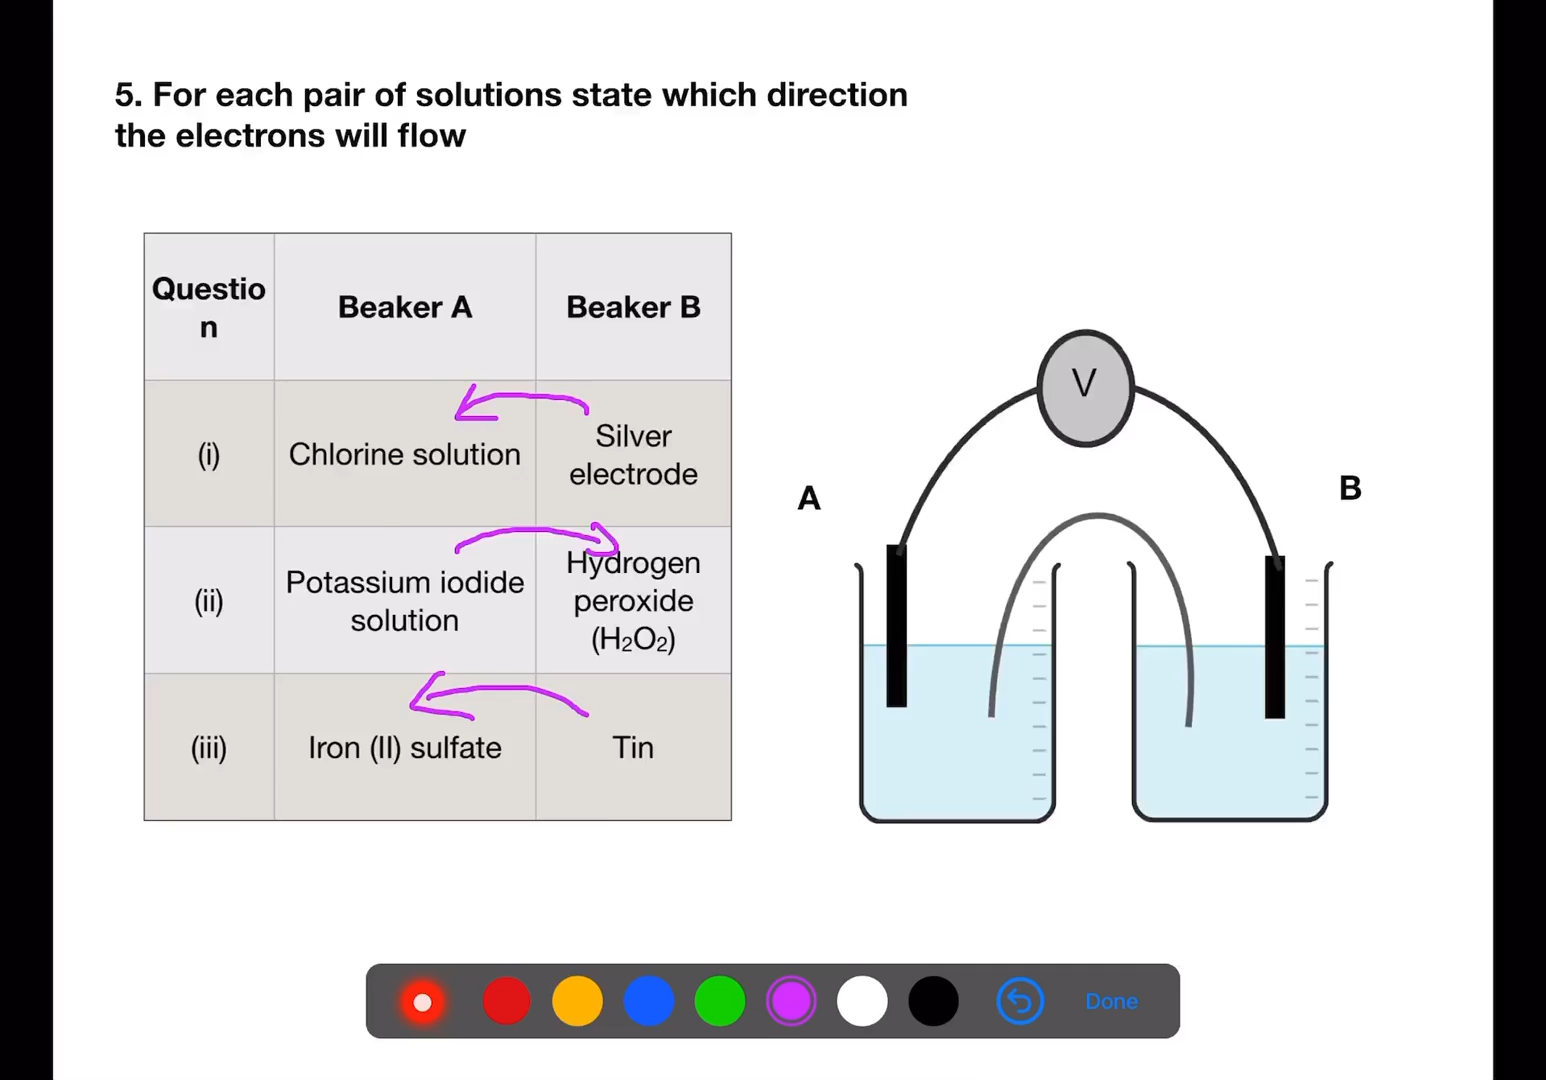 5. For each pair of solutions state which direction
the electrons will flow
Questio
n
Beaker A
Beaker B
(i)
Chlorine solution
Silver
electrode
(ii)
Potassium iodide
solution
Hydrogen
peroxide
(H₂O₂)
(iii)
Iron (II) sulfate
Tin
V
A
B
Done